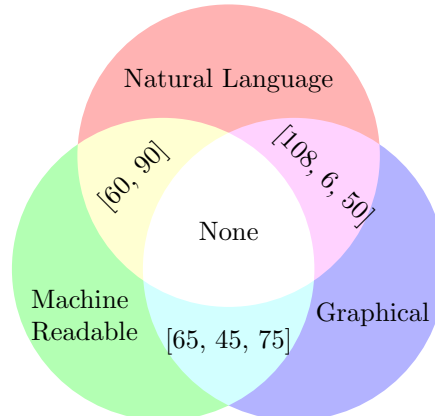 Natural Language
[60, 90]
[108, 6, 50]
None
Machine
Readable
Graphical
[65, 45, 75]